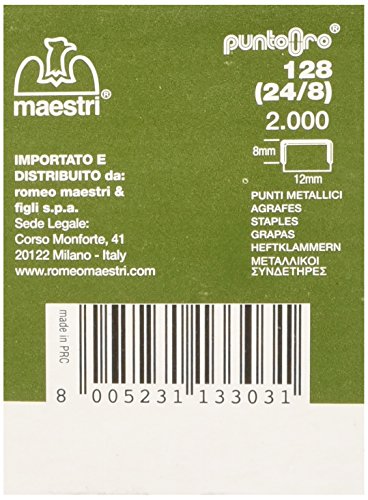 maestri®
IMPORTATO E
DISTRIBUITO da:
romeo maestri &
figli s.p.a.
Sede Legale:
Corso Monforte, 41
20122 Milano - Italy
www.romeomaestri.com
puntoOro®
128
(24/8)
2.000
8mm
12mm
PUNTI METALLICI
AGRAFES
STAPLES
GRAPAS
HEFTKLAMMERN
ΜΕΤΑΛΛΙΚΟΙ
ΣΥΝΔΕΤΗΡΕΣ
made in PRC
8 005231 133031